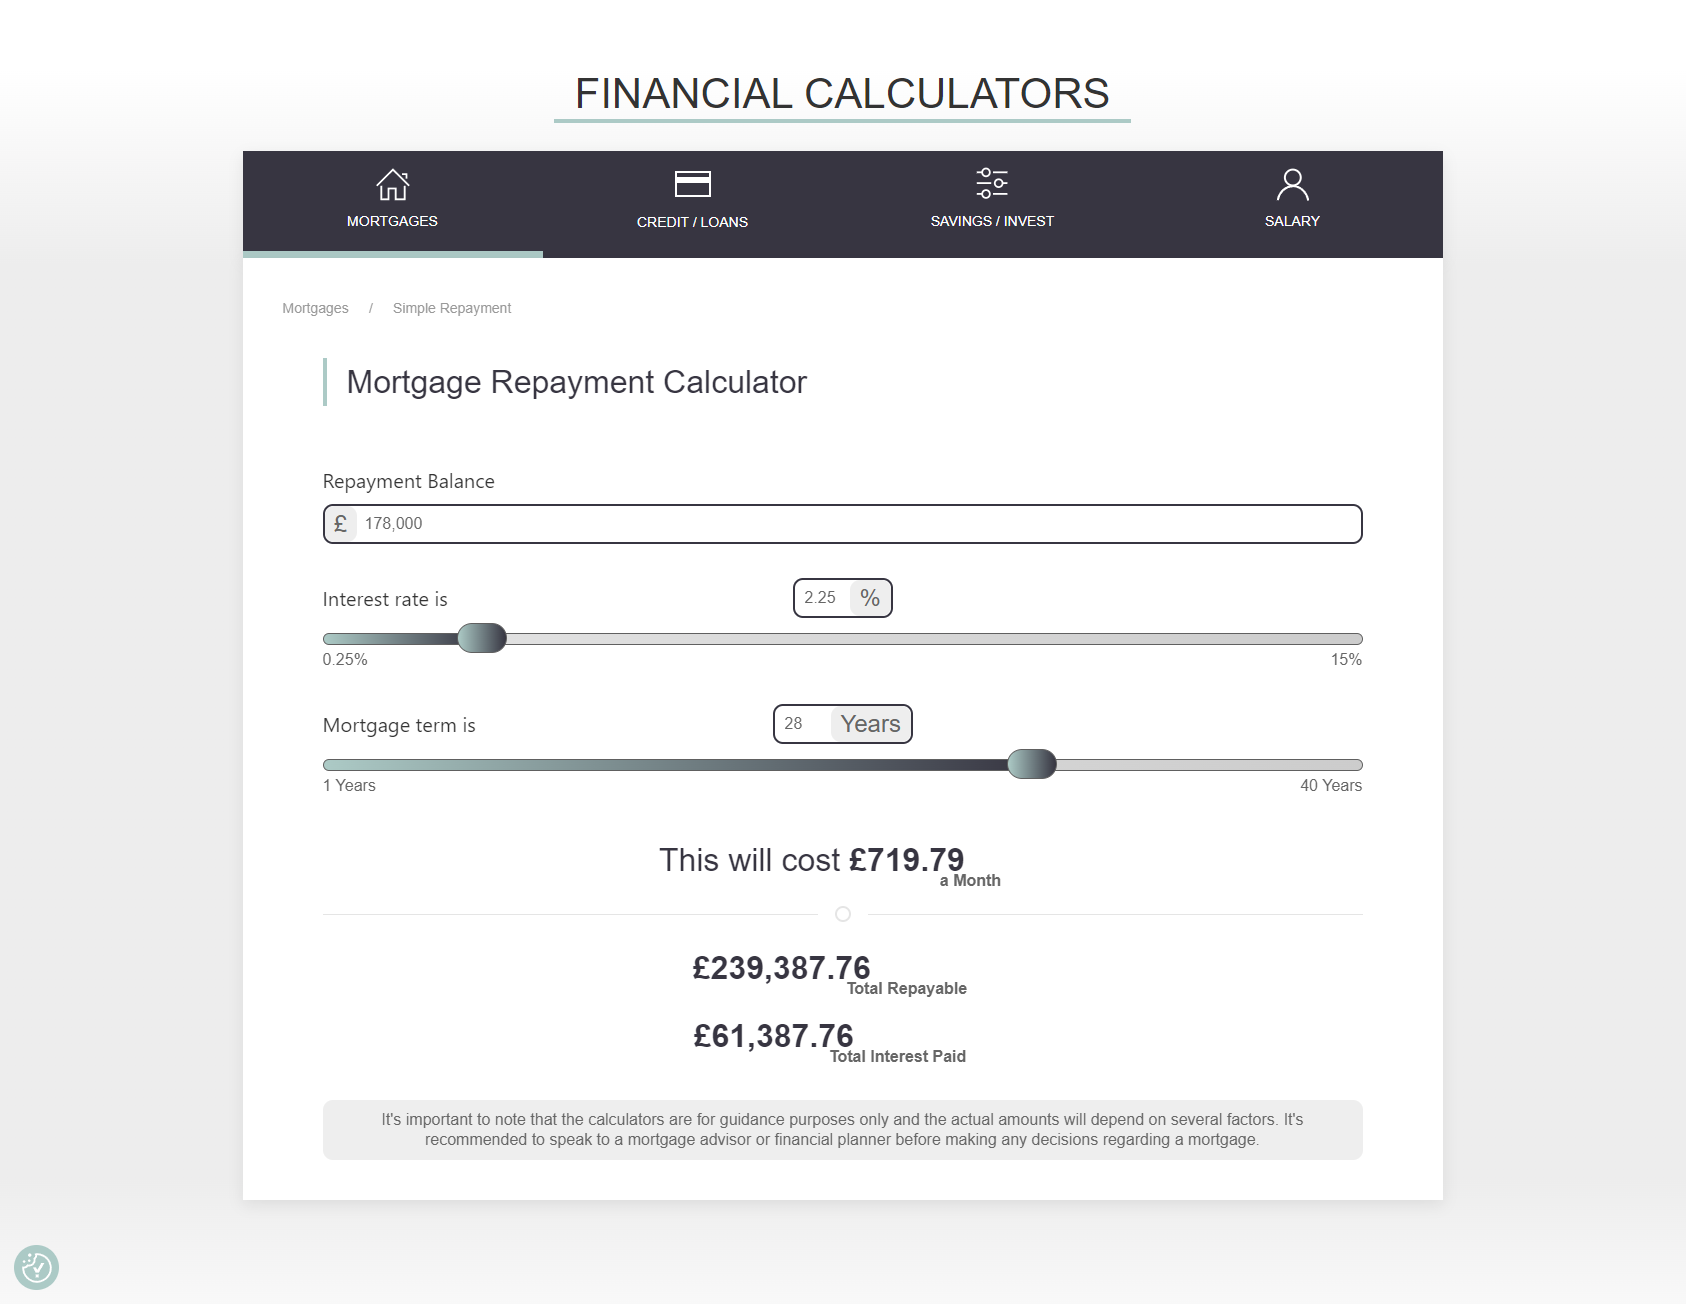 FINANCIAL CALCULATORS
MORTGAGES
CREDIT / LOANS
SAVINGS / INVEST
SALARY
Mortgages / Simple Repayment
Mortgage Repayment Calculator
Repayment Balance
£ 178,000
Interest rate is
2.25 %
0.25%
15%
Mortgage term is
28 Years
1 Years
40 Years
This will cost £719.79
a Month
£239,387.76
Total Repayable
£61,387.76
Total Interest Paid
It's important to note that the calculators are for guidance purposes only and the actual amounts will depend on several factors. It's
recommended to speak to a mortgage advisor or financial planner before making any decisions regarding a mortgage.